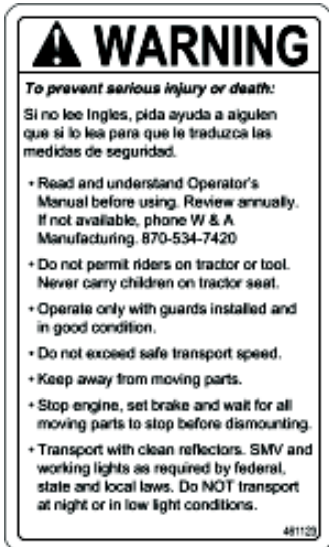 WARNING
To prevent serious injury or death:
Si no lee Ingles, pida ayuda a alguien
que si lo lea para que le traduzca las
medidas de seguridad.
• Read and understand Operator's
Manual before using. Review annually.
If not available, phone W & A
Manufacturing. 870-534-7420
• Do not permit riders on tractor or tool.
Never carry children on tractor seat.
• Operate only with guards installed and
in good condition.
• Do not exceed safe transport speed.
• Keep away from moving parts.
• Stop engine, set brake and wait for all
moving parts to stop before dismounting.
• Transport with clean reflectors. SMV and
working lights as required by federal,
state and local laws. Do NOT transport
at night or in low light conditions.
461123